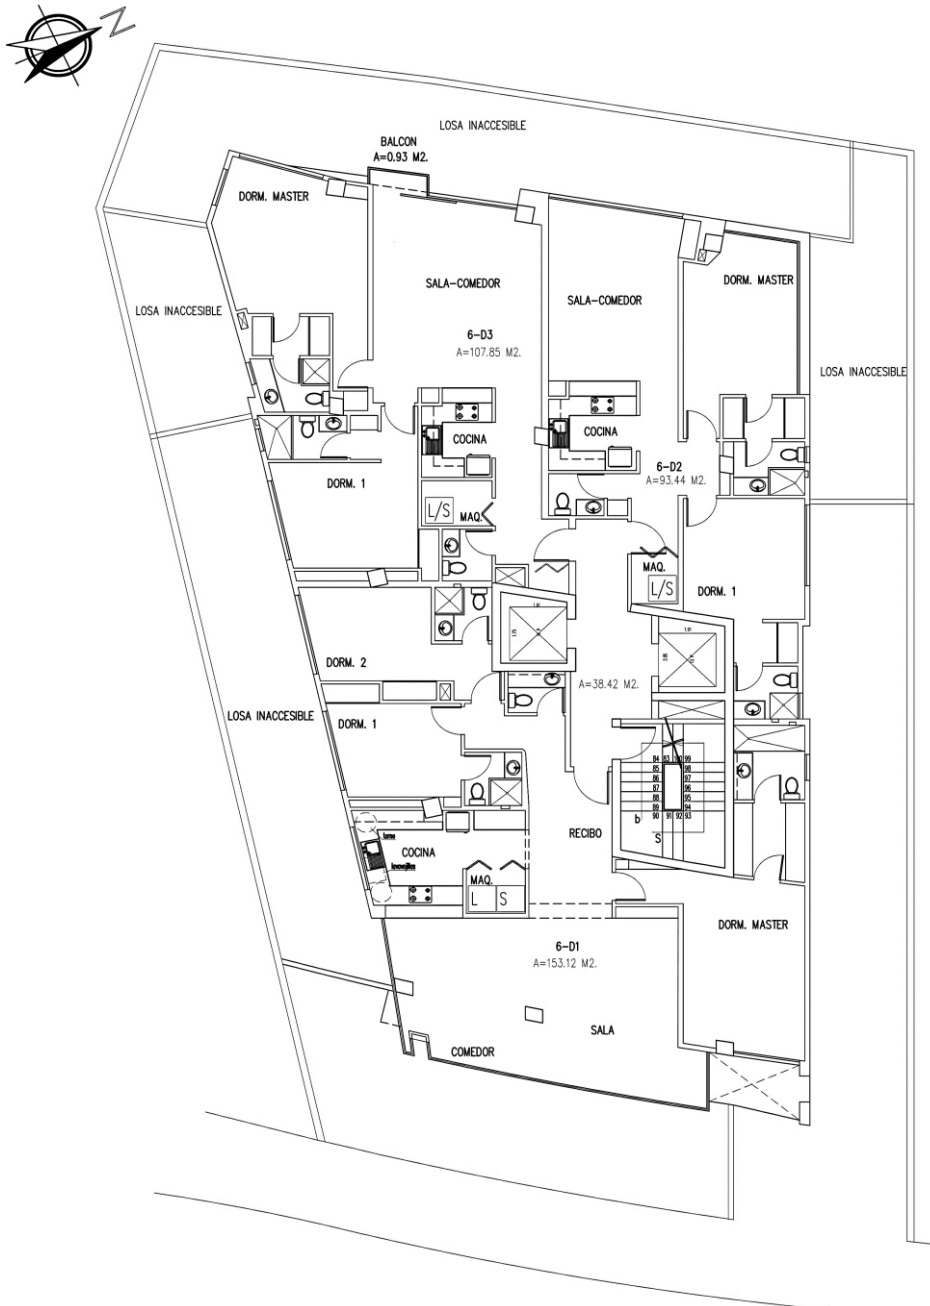 N
LOSA INACCESIBLE
BALCON
A=0.93 M2.
DORM. MASTER
SALA-COMEDOR
SALA-COMEDOR
DORM. MASTER
LOSA INACCESIBLE
6-D3
A=107.85 M2.
LOSA INACCESIBLE
COCINA
COCINA
6-D2
A=93.44 M2.
DORM. 1
L/S
MAQ.
MAQ.
L/S
DORM. 1
DORM. 2
A=38.42 M2.
LOSA INACCESIBLE
DORM. 1
84 83 100 99
85 98
86 97
87 96
88 95
89 94
90 91 92 93
b
S
RECIBO
COCINA
MAQ.
L S
DORM. MASTER
6-D1
A=153.12 M2.
SALA
COMEDOR